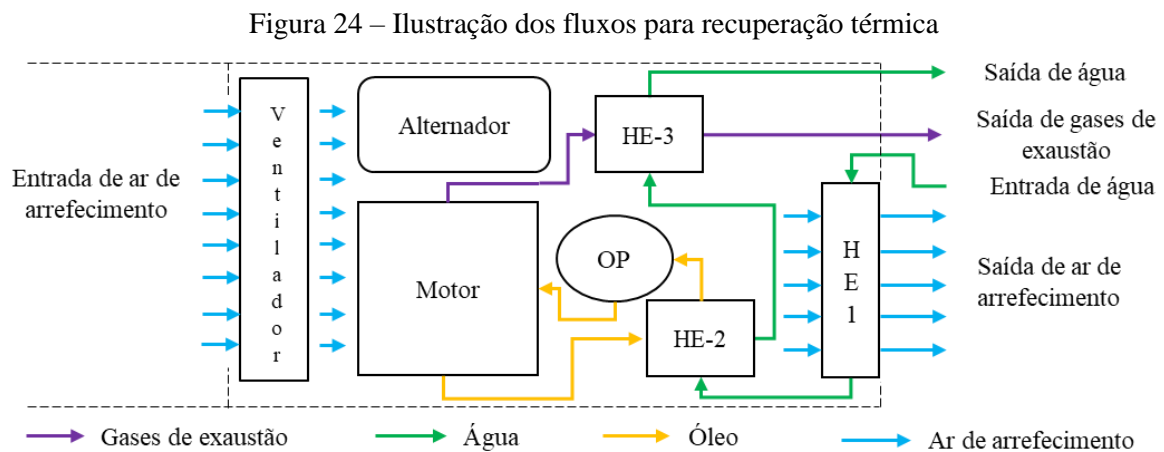 Figura 24 – Ilustração dos fluxos para recuperação térmica
Saída de água
Ventilador
Alternador
HE-3
Saída de gases de
exaustão
Entrada de ar de
arrefecimento
Entrada de água
Motor
OP
HE1
Saída de ar de
arrefecimento
HE-2
Gases de exaustão
Água
Óleo
Ar de arrefecimento